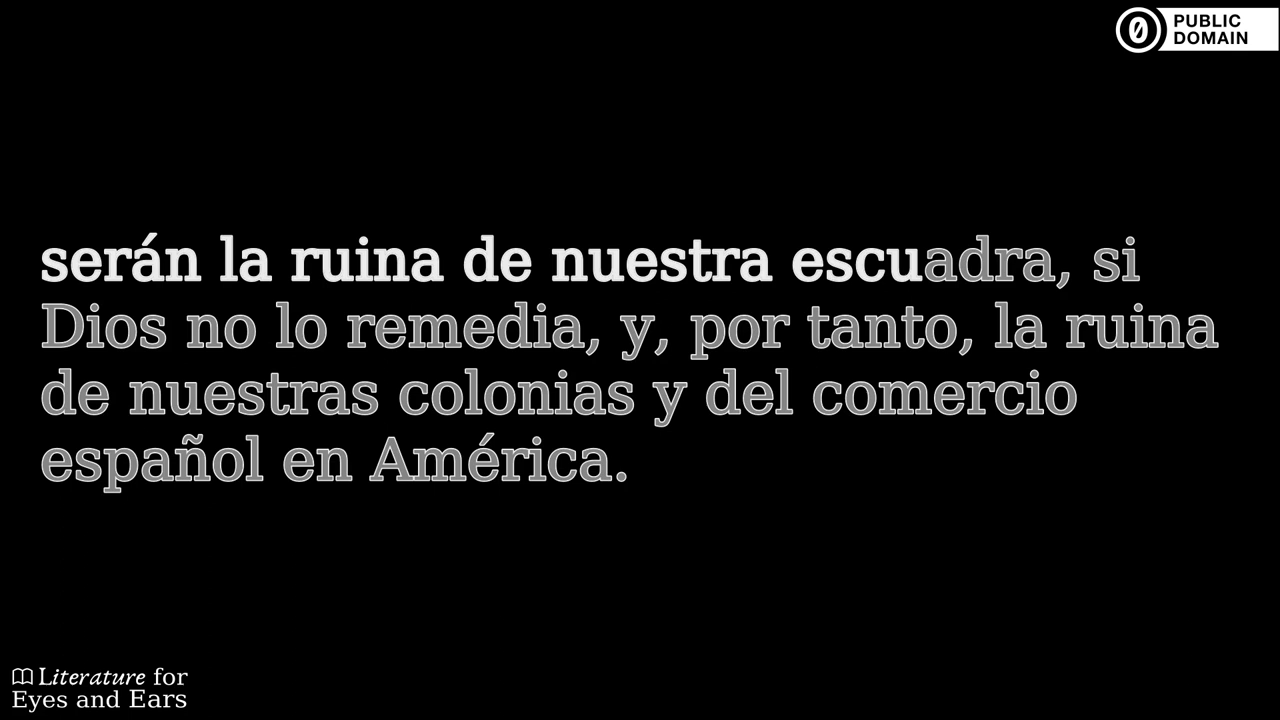 PUBLIC
DOMAIN
serán la ruina de nuestra escuadra, si
Dios no lo remedia, y, por tanto, la ruina
de nuestras colonias y del comercio
español en América.
Literature for
Eyes and Ears